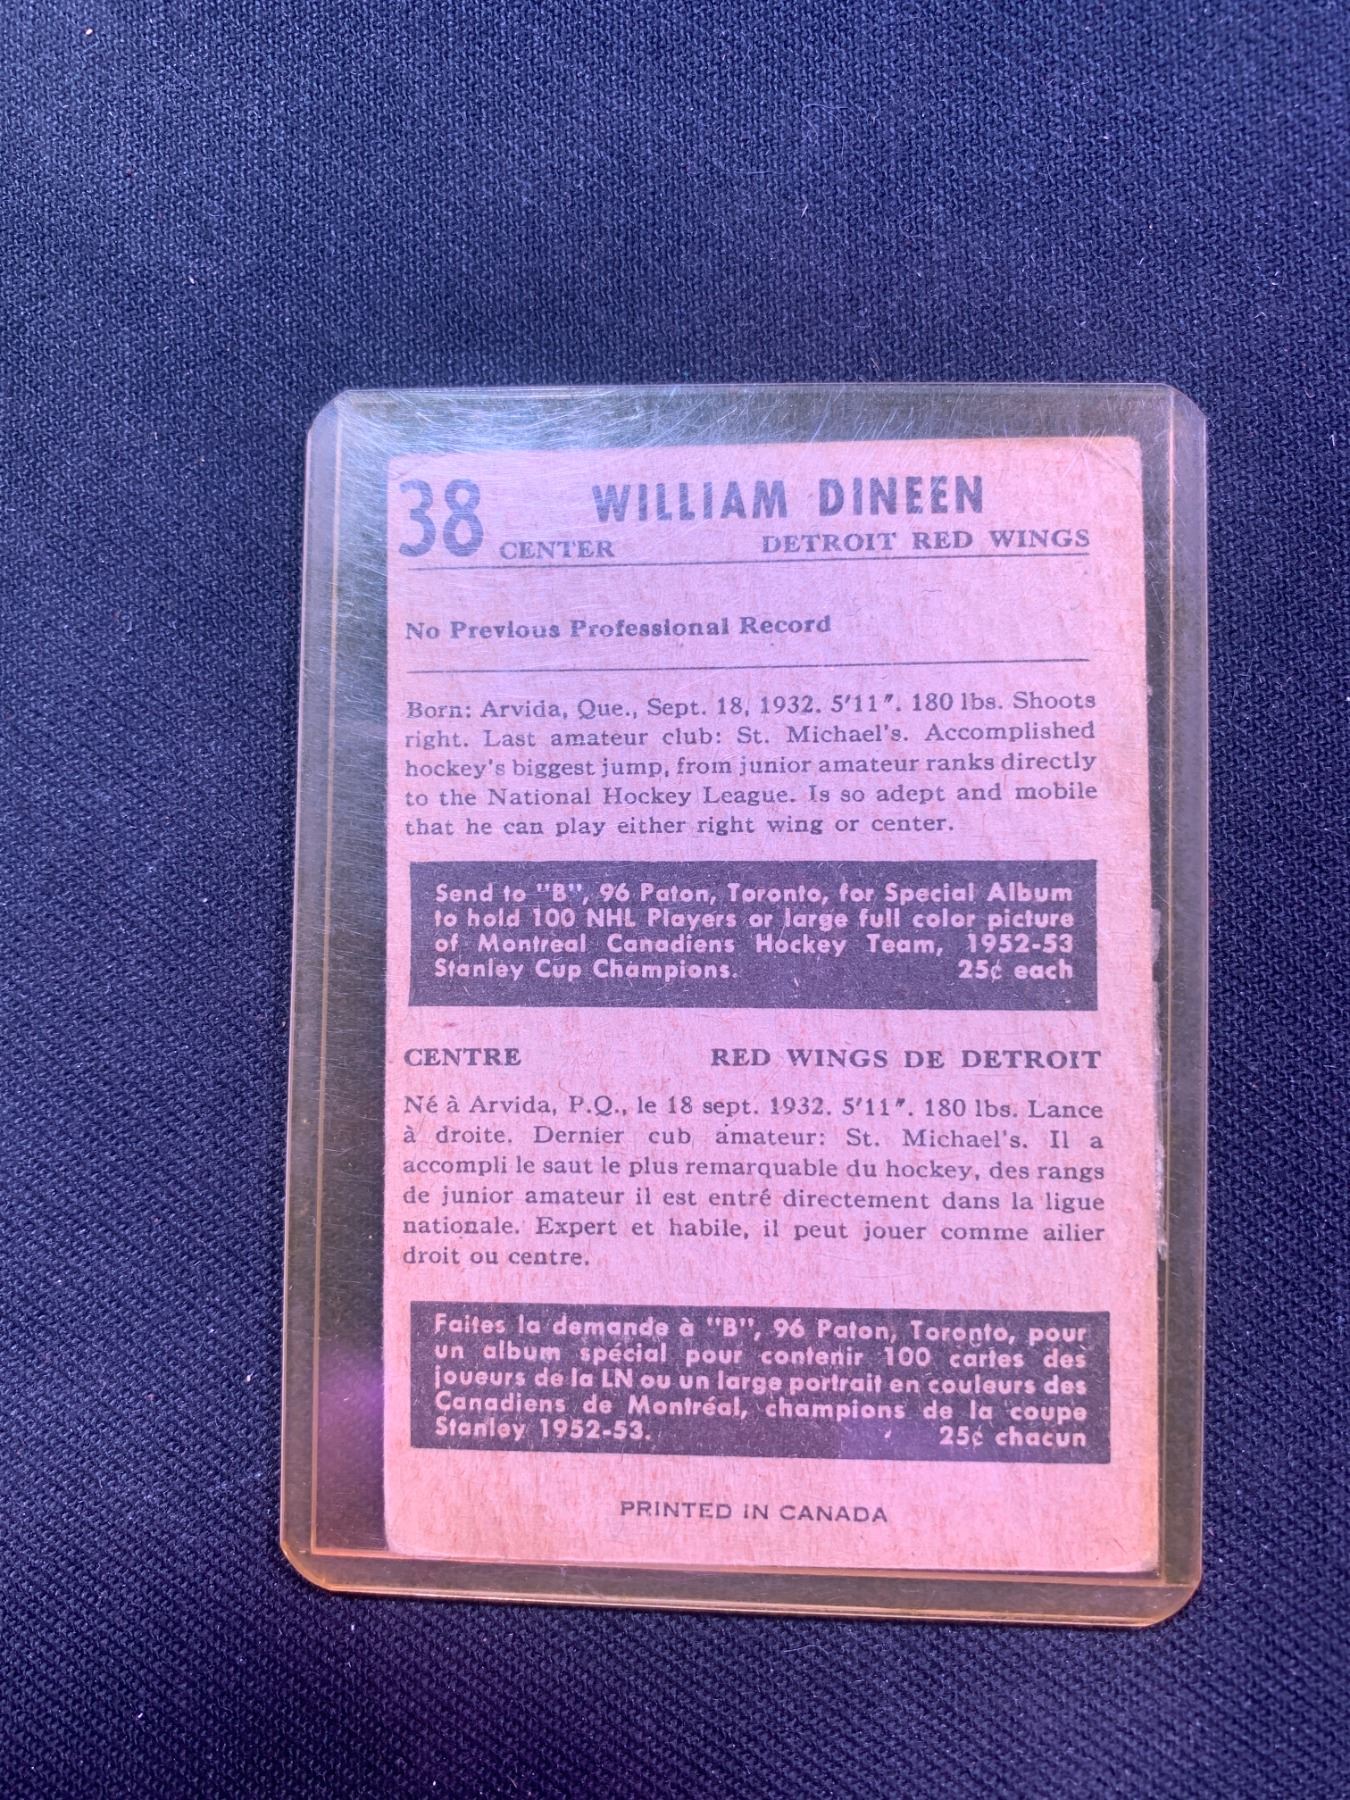 38 WILLIAM DINEEN
CENTER DETROIT RED WINGS
No Previous Professional Record
Born: Arvida, Que., Sept. 18, 1932. 5'11". 180 lbs. Shoots
right. Last amateur club: St. Michael's. Accomplished
hockey's biggest jump, from junior amateur ranks directly
to the National Hockey League. Is so adept and mobile
that he can play either right wing or center.
Send to "B", 96 Paton, Toronto, for Special Album
to hold 100 NHL Players or large full color picture
of Montreal Canadiens Hockey Team, 1952-53
Stanley Cup Champions. 25¢ each
CENTRE RED WINGS DE DETROIT
Né à Arvida, P.Q., le 18 sept. 1932. 5'11". 180 lbs. Lance
à droite. Dernier cub amateur: St. Michael's. Il a
accompli le saut le plus remarquable du hockey, des rangs
de junior amateur il est entré directement dans la ligue
nationale. Expert et habile, il peut jouer comme ailier
droit ou centre.
Faites la demande à "B", 96 Paton, Toronto, pour
un album spécial pour contenir 100 cartes des
joueurs de la LN ou un large portrait en couleurs des
Canadiens de Montréal, champions de la coupe
Stanley 1952-53. 25¢ chacun
PRINTED IN CANADA